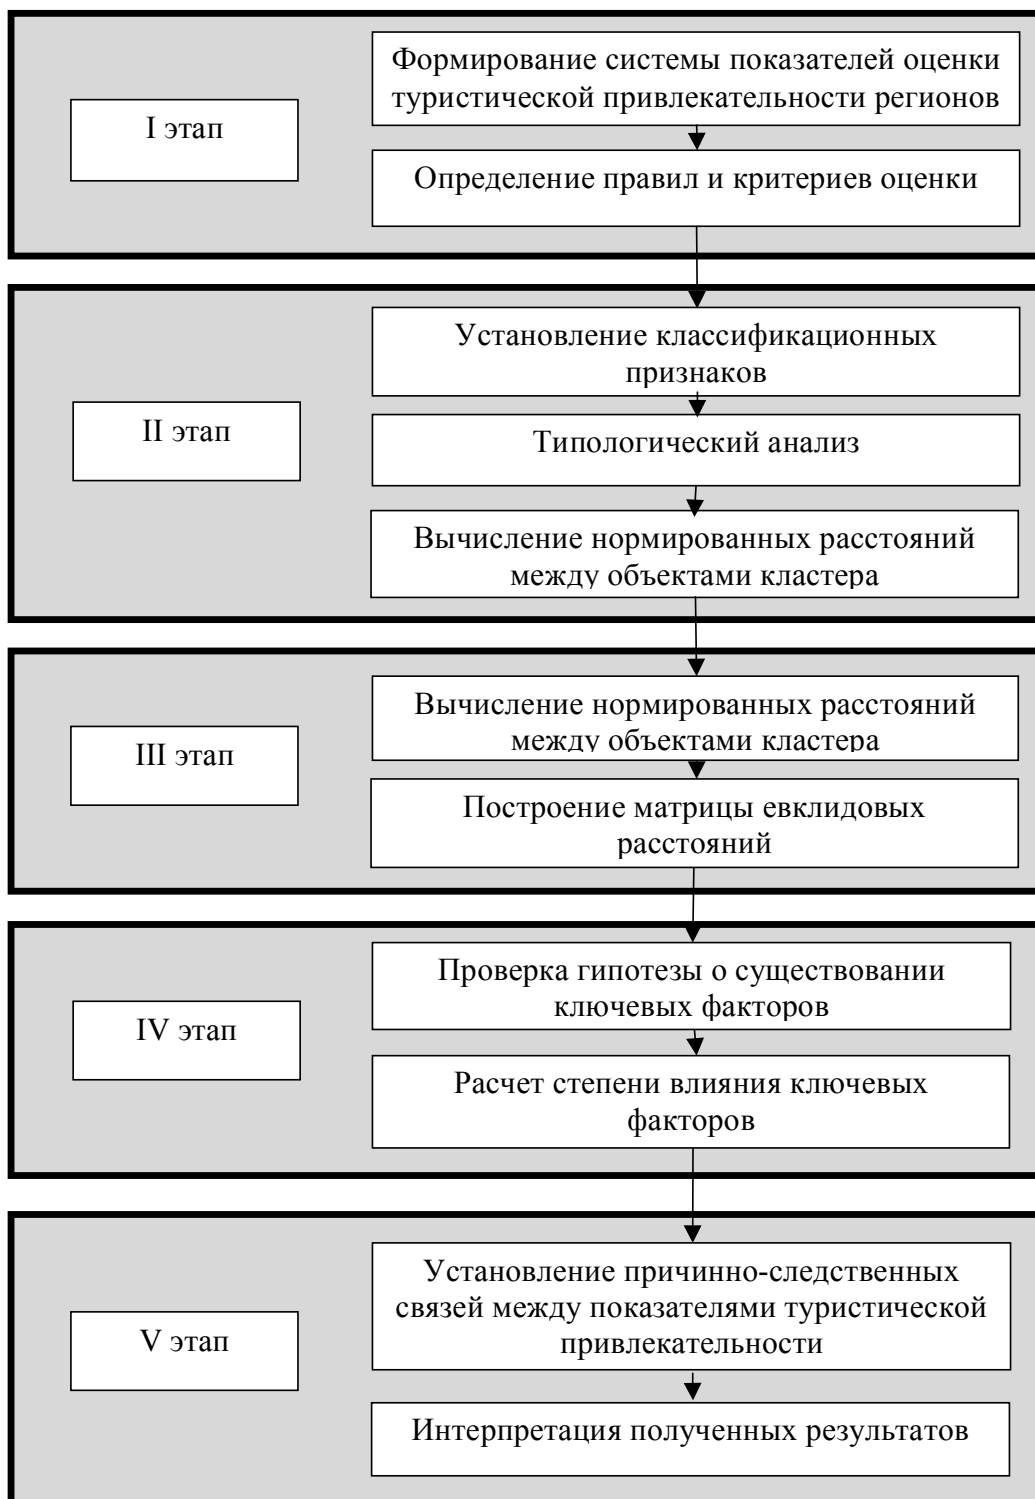 I этап
Формирование системы показателей оценки
туристической привлекательности регионов
Определение правил и критериев оценки
II этап
Установление классификационных
признаков
Типологический анализ
Вычисление нормированных расстояний
между объектами кластера
III этап
Вычисление нормированных расстояний
между объектами кластера
Построение матрицы евклидовых
расстояний
IV этап
Проверка гипотезы о существовании
ключевых факторов
Расчет степени влияния ключевых
факторов
V этап
Установление причинно-следственных
связей между показателями туристической
привлекательности
Интерпретация полученных результатов